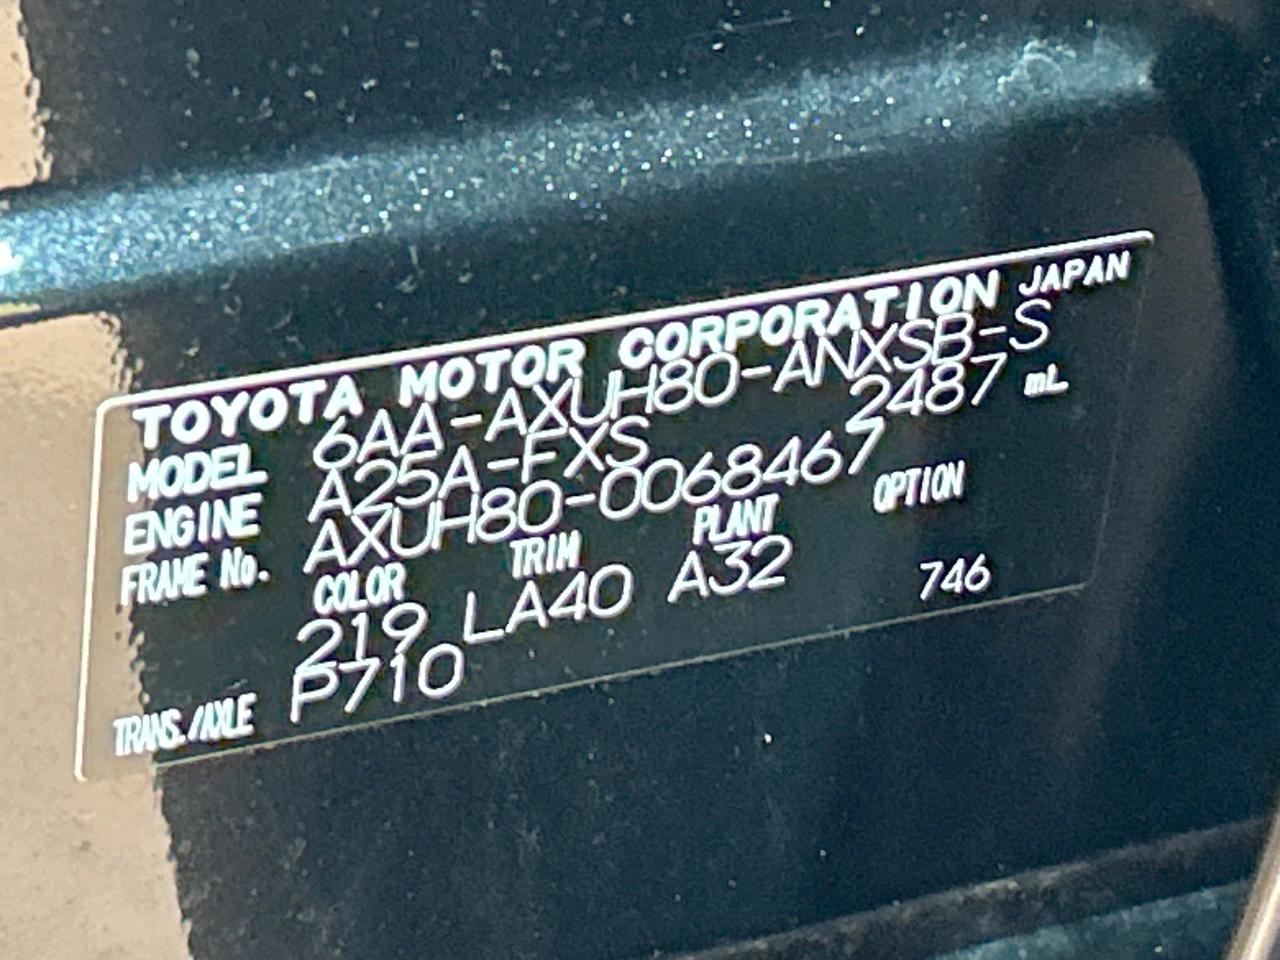 TOYOTA MOTOR CORPORATION JAPAN
MODEL 6AA-AXUH80-ANXSB-S
ENGINE A25A-FXS 2487 mL
FRAME No. AXUH80-0068467
COLOR TRIM PLANT OPTION
219 LA40 A32 746
TRANS./AXLE P710